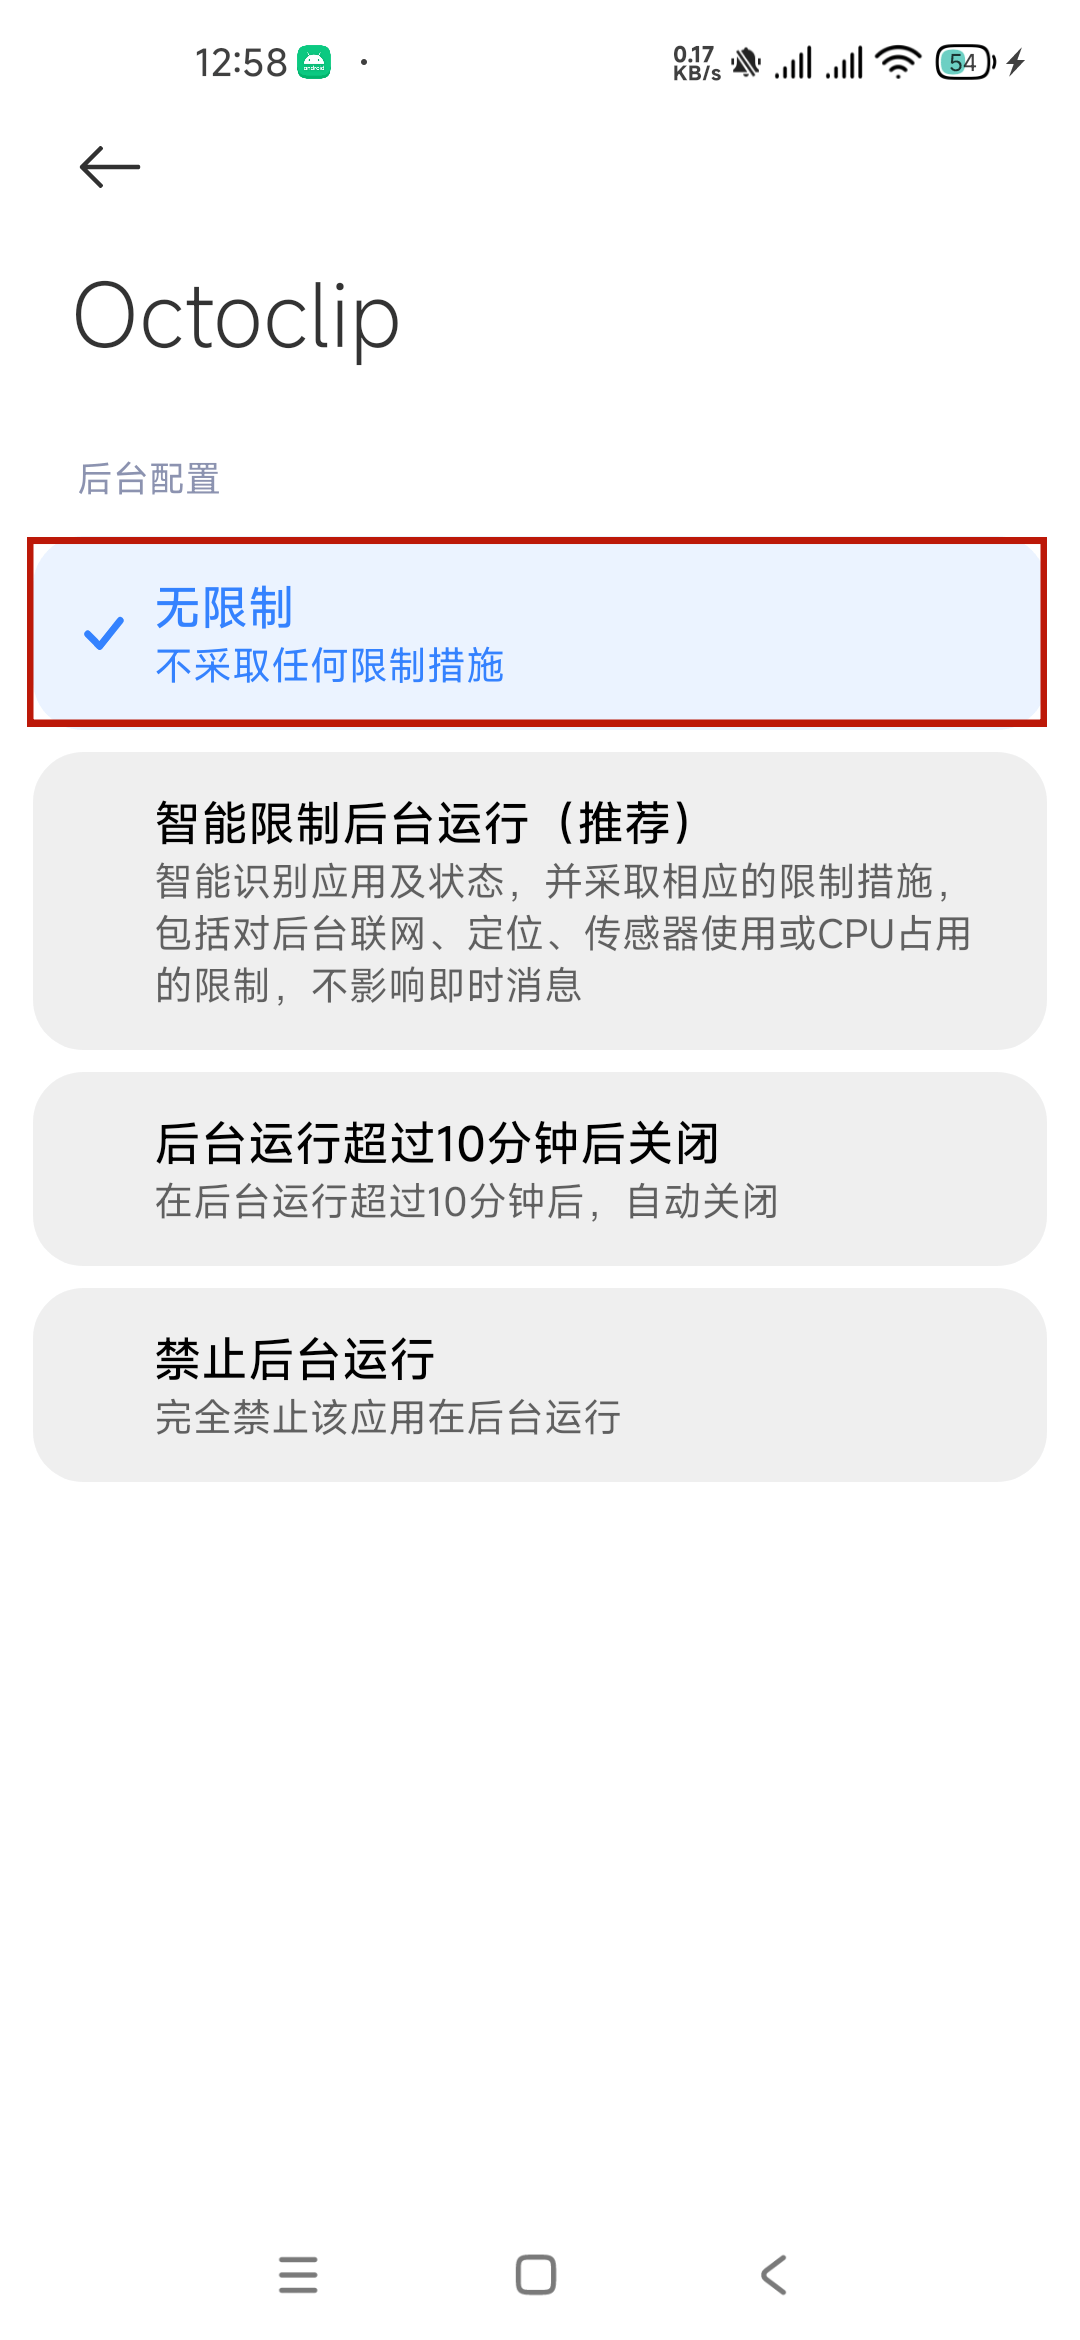 12:58
0.17
KB/s
54
Octoclip
后台配置
无限制
不采取任何限制措施
智能限制后台运行（推荐）
智能识别应用及状态，并采取相应的限制措施，
包括对后台联网、定位、传感器使用或CPU占用
的限制，不影响即时消息
后台运行超过10分钟后关闭
在后台运行超过10分钟后，自动关闭
禁止后台运行
完全禁止该应用在后台运行